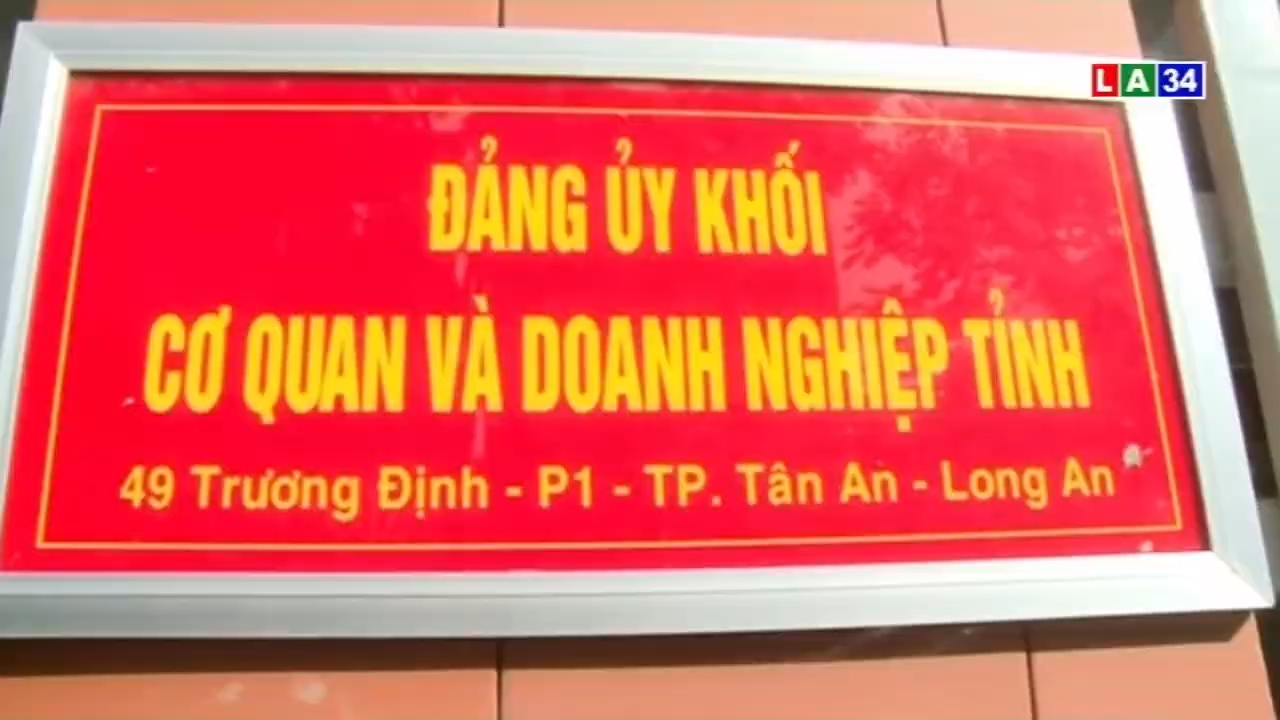 LA34
ĐẢNG ỦY KHỐI
CƠ QUAN VÀ DOANH NGHIỆP TỈNH
49 Trương Định - P1 - TP. Tân An - Long An